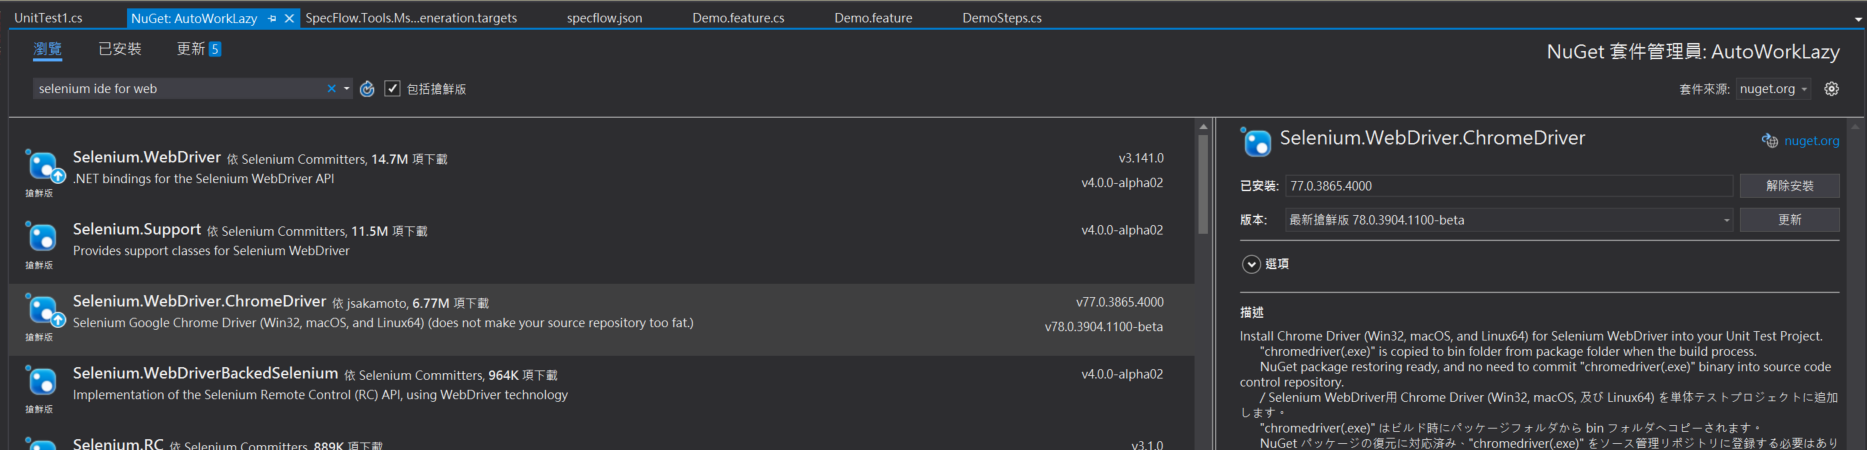 UnitTest1.cs
NuGet: AutoWorkLazy
SpecFlow.Tools.Ms...eneration.targets
specflow.json
Demo.feature.cs
Demo.feature
DemoSteps.cs
瀏覽
已安裝
更新 5
NuGet 套件管理員: AutoWorkLazy
selenium ide for web
包括搶鮮版
套件來源: nuget.org
Selenium.WebDriver 依 Selenium Committers, 14.7M 項下載
v3.141.0
.NET bindings for the Selenium WebDriver API
v4.0.0-alpha02
搶鮮版
Selenium.Support 依 Selenium Committers, 11.5M 項下載
v4.0.0-alpha02
Provides support classes for Selenium WebDriver
搶鮮版
Selenium.WebDriver.ChromeDriver 依 jsakamoto, 6.77M 項下載
v77.0.3865.4000
Selenium Google Chrome Driver (Win32, macOS, and Linux64) (does not make your source repository too fat.)
v78.0.3904.1100-beta
搶鮮版
Selenium.WebDriverBackedSelenium 依 Selenium Committers, 964K 項下載
v4.0.0-alpha02
Implementation of the Selenium Remote Control (RC) API, using WebDriver technology
搶鮮版
Selenium.RC 依 Selenium Committers, 889K 項下載
v3.1.0
Selenium.WebDriver.ChromeDriver
nuget.org
已安裝: 77.0.3865.4000
解除安裝
版本: 最新搶鮮版 78.0.3904.1100-beta
更新
選項
描述
Install Chrome Driver (Win32, macOS, and Linux64) for Selenium WebDriver into your Unit Test Project.
"chromedriver(.exe)" is copied to bin folder from package folder when the build process.
NuGet package restoring ready, and no need to commit "chromedriver(.exe)" binary into source code
control repository.
/ Selenium WebDriver用 Chrome Driver (Win32, macOS, 及び Linux64) を単体テストプロジェクトに追加
します。
"chromedriver(.exe)" はビルド時にパッケージフォルダから bin フォルダへコピーされます。
NuGet パッケージの復元に対応済み、"chromedriver(.exe)" をソース管理リポジトリに登録する必要はあり